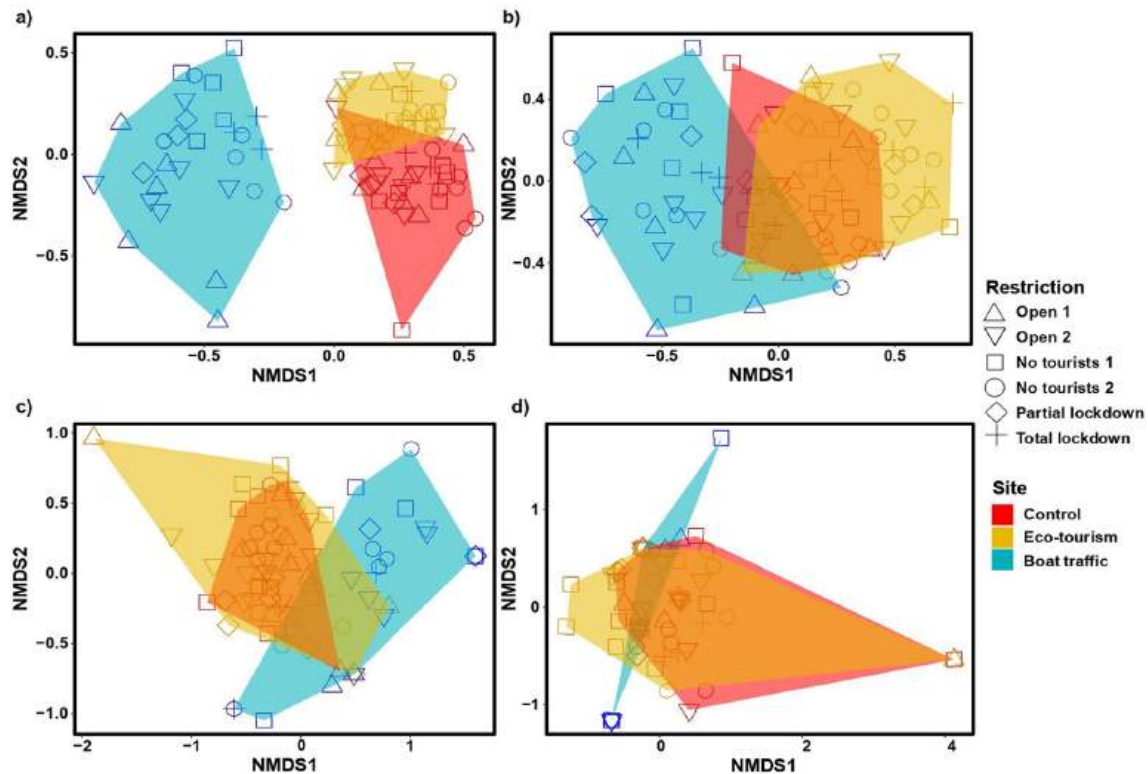 a)
0.5
0.0
−0.5
NMDS2
−0.5
0.0
0.5
NMDS1
b)
0.4
0.0
−0.4
NMDS2
−0.5
0.0
0.5
NMDS1
c)
1.0
0.5
0.0
−0.5
−1.0
NMDS2
−2
−1
0
1
NMDS1
d)
1
0
−1
NMDS2
0
2
4
NMDS1
Restriction
Open 1
Open 2
No tourists 1
No tourists 2
Partial lockdown
Total lockdown
Site
Control
Eco-tourism
Boat traffic